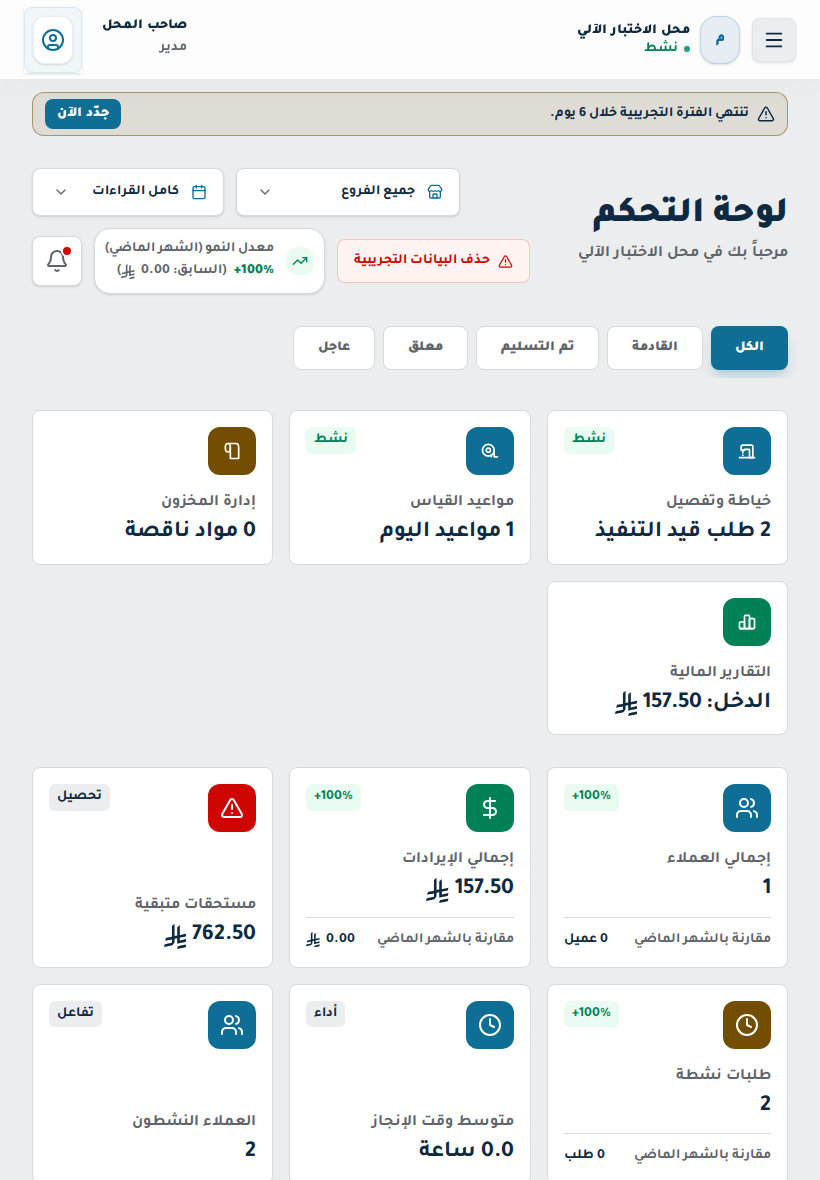 محل الاختبار الآلي
نشط
م
صاحب المحل
مدير
تنتهي الفترة التجريبية خلال 6 يوم.
جدّد الآن
لوحة التحكم
مرحباً بك في محل الاختبار الآلي
جميع الفروع
كامل القراءات
حذف البيانات التجريبية
معدل النمو (الشهر الماضي)
+100% (السابق: 0.00 ⃁)
الكل
القادمة
تم التسليم
معلق
عاجل
نشط
خياطة وتفصيل
2 طلب قيد التنفيذ
نشط
مواعيد القياس
1 مواعيد اليوم
إدارة المخزون
0 مواد ناقصة
التقارير المالية
الدخل: 157.50 ⃁
+100%
إجمالي العملاء
1
مقارنة بالشهر الماضي
0 عميل
+100%
إجمالي الإيرادات
157.50 ⃁
مقارنة بالشهر الماضي
0.00 ⃁
تحصيل
مستحقات متبقية
762.50 ⃁
+100%
طلبات نشطة
2
مقارنة بالشهر الماضي
0 طلب
أداء
متوسط وقت الإنجاز
0.0 ساعة
تفاعل
العملاء النشطون
2